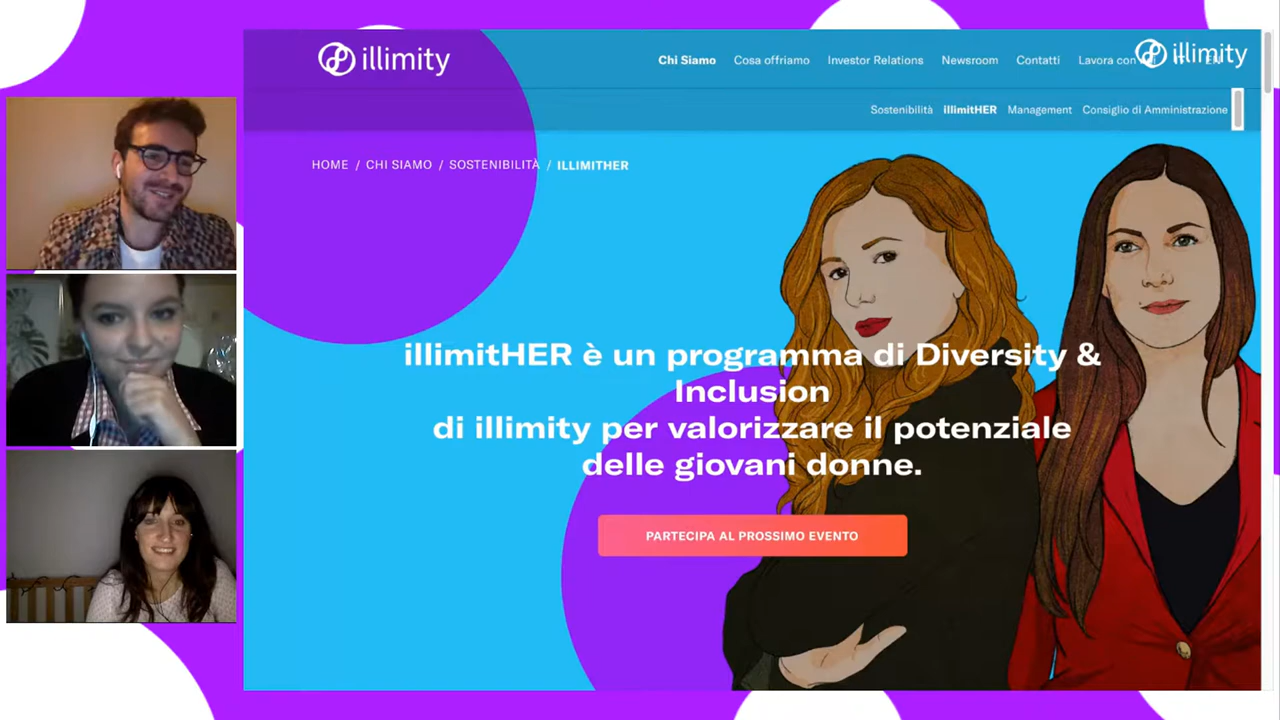 illimity
Chi Siamo Cosa offriamo Investor Relations Newsroom Contatti Lavora con
illimity
Sostenibilità illimitHER Management Consiglio di Amministrazione
HOME / CHI SIAMO / SOSTENIBILITÀ / ILLIMITHER
illimitHER è un programma di Diversity &
Inclusion
di illimity per valorizzare il potenziale
delle giovani donne.
PARTECIPA AL PROSSIMO EVENTO